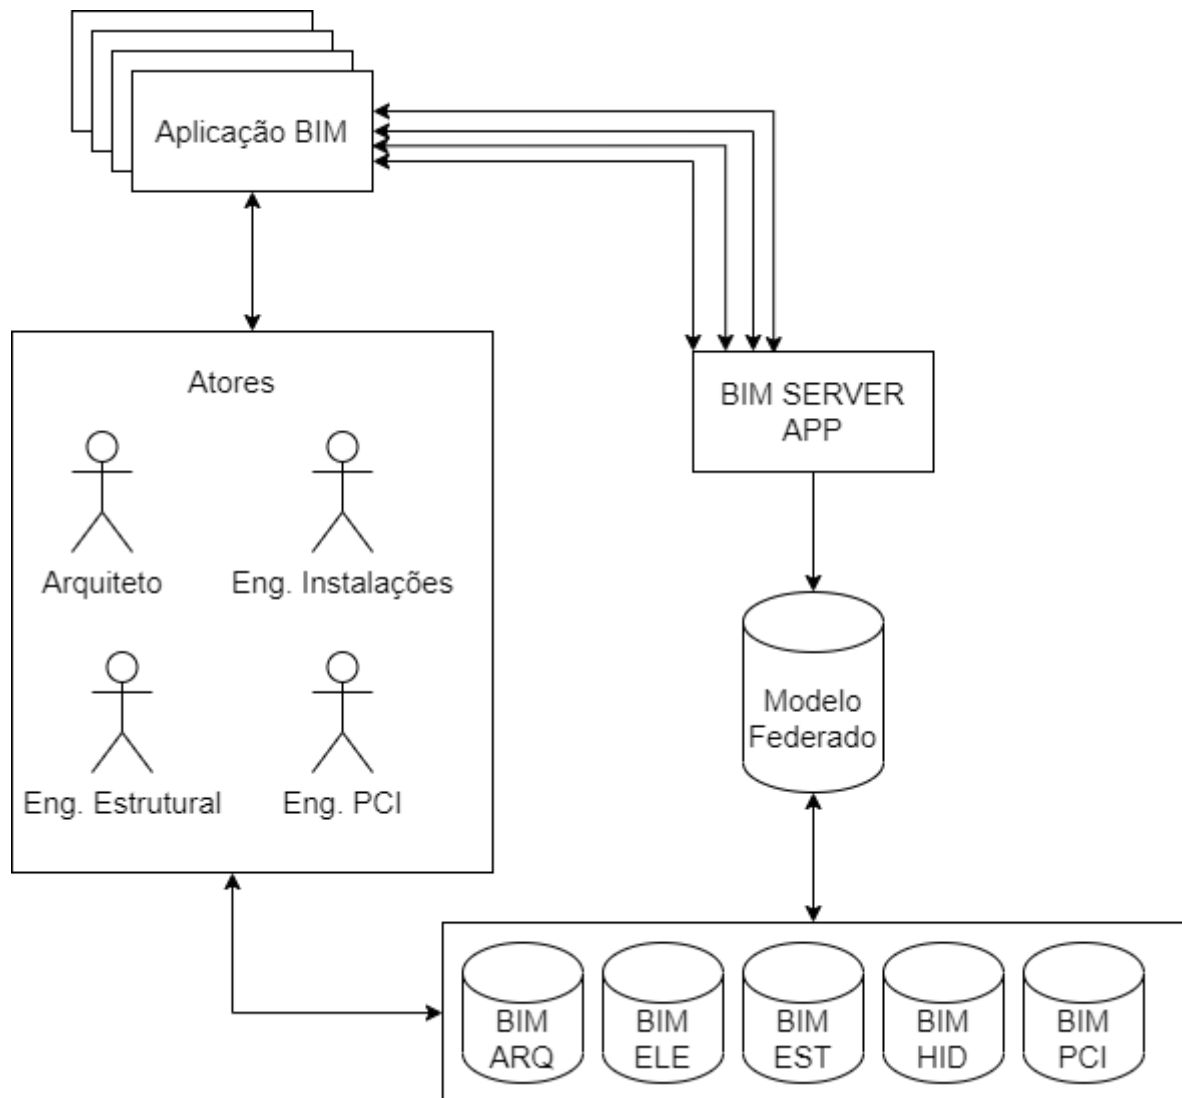 Aplicação BIM
Atores
Arquiteto
Eng. Instalações
Eng. Estrutural
Eng. PCI
BIM SERVER
APP
Modelo
Federado
BIM
ARQ
BIM
ELE
BIM
EST
BIM
HID
BIM
PCI